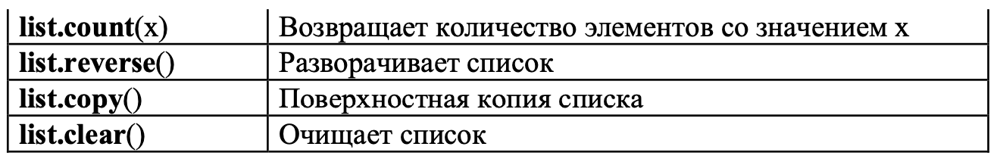 list.count(x) Возвращает количество элементов со значением x
list.reverse() Разворачивает список
list.copy() Поверхностная копия списка
list.clear() Очищает список